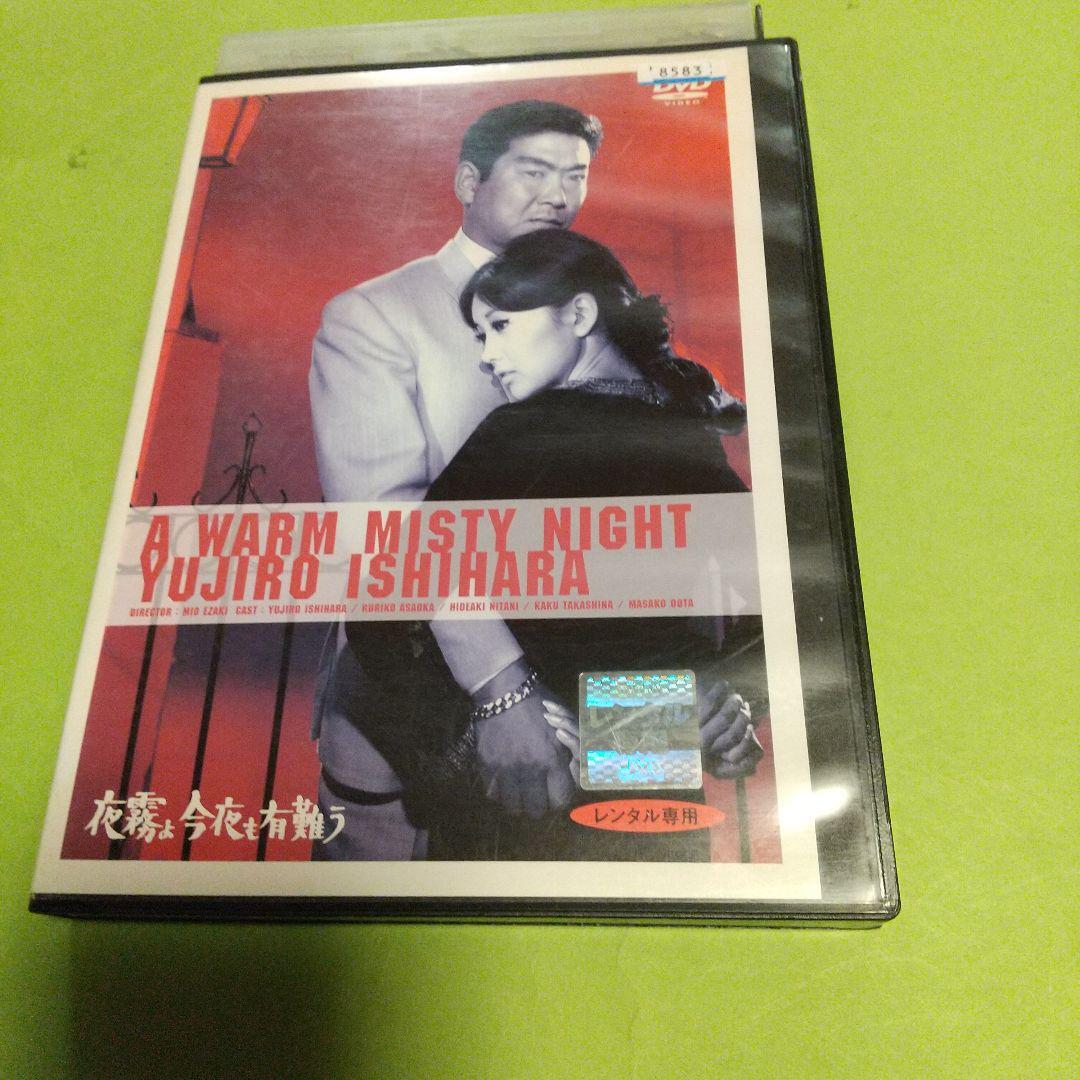 8583
DVD
VIDEO
A WARM MISTY NIGHT
YUJIRO ISHIHARA
DIRECTOR : MIO EZAKI CAST : YUJIRO ISHIHARA / RURIKO ASAOKA / HIDEAKI NITANI / KAKU TAKASHINA / MASAKO OOTA
夜霧よ今夜も有難う
レンタル専用